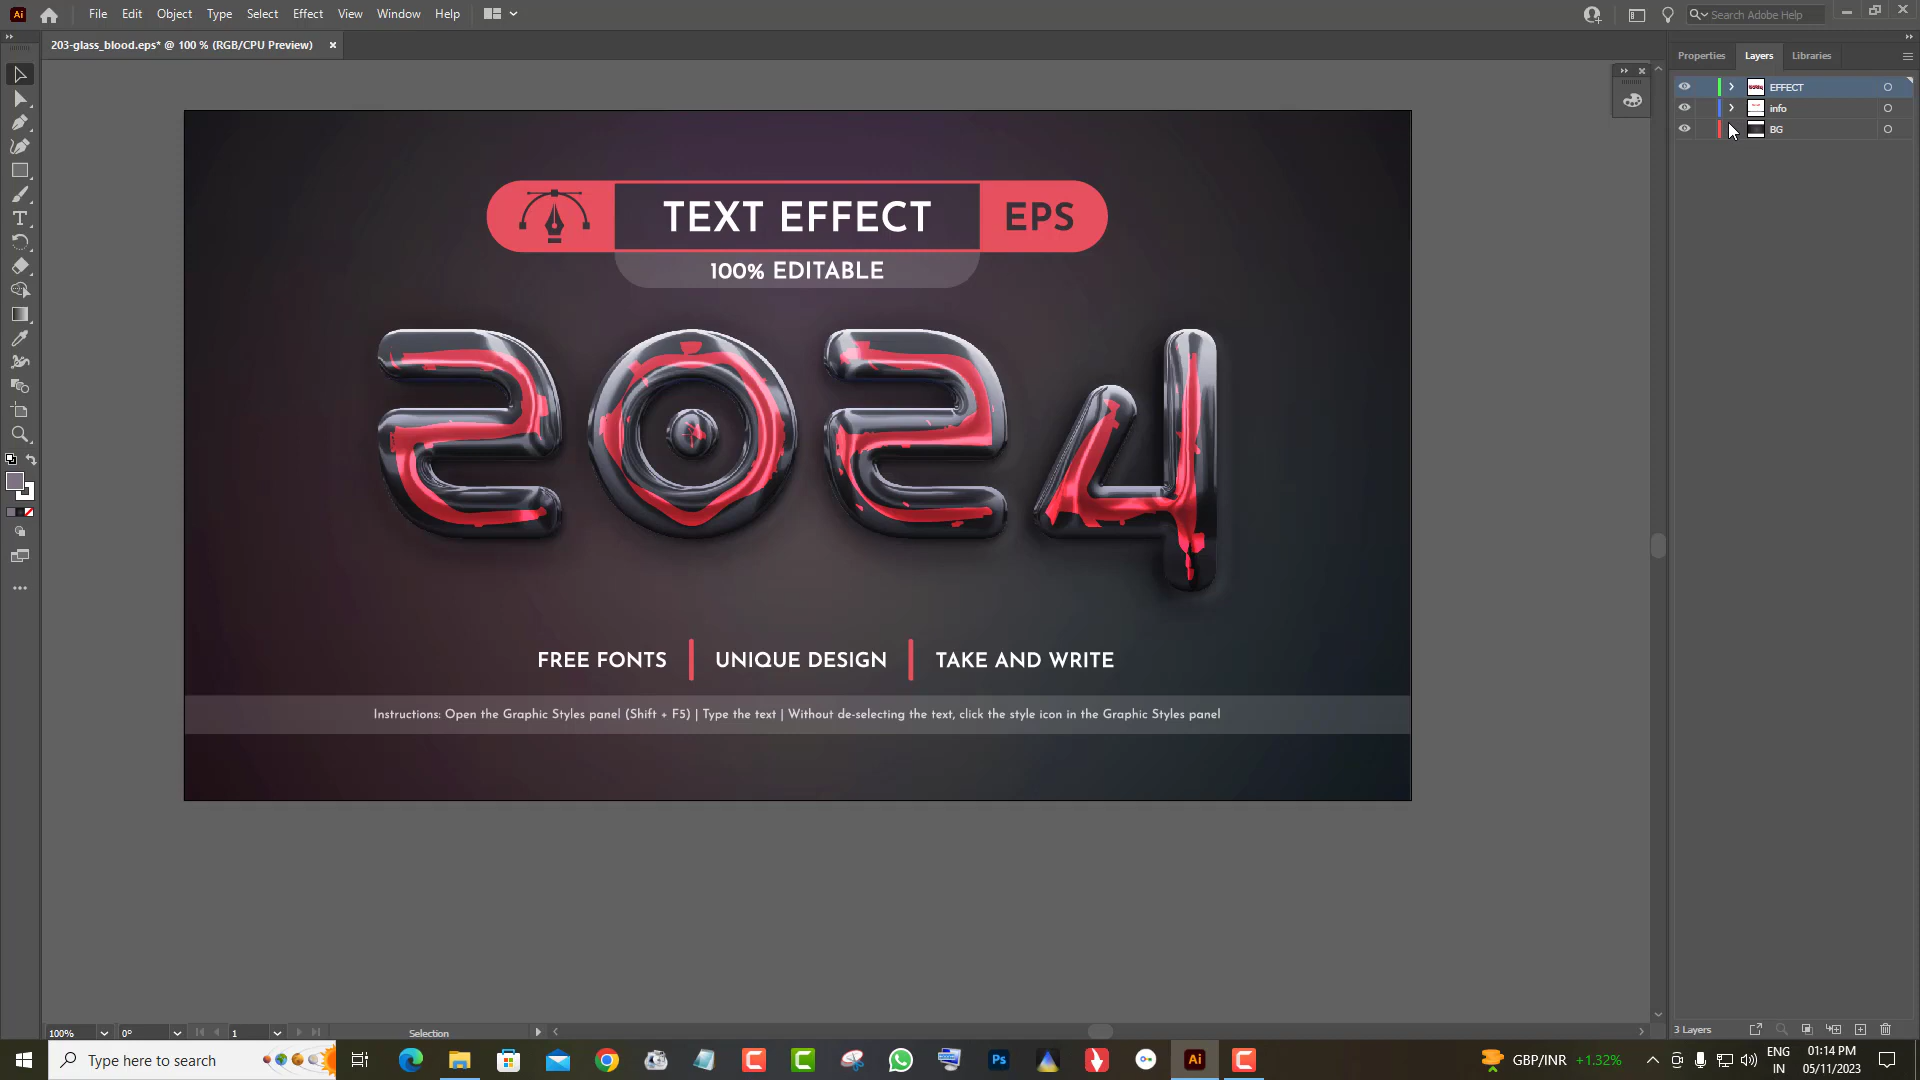 Ai
File Edit Object Type Select Effect View Window Help
Search Adobe Help
203-glass_blood.eps* @ 100 % (RGB/CPU Preview)
Properties Layers Libraries
EFFECT
info
BG
TEXT EFFECT EPS
100% EDITABLE
2024
FREE FONTS UNIQUE DESIGN TAKE AND WRITE
Instructions: Open the Graphic Styles panel (Shift + F5) | Type the text | Without de-selecting the text, click the style icon in the Graphic Styles panel
100% 0° 1 Selection
3 Layers
Type here to search
Ps
Ai
GBP/INR +1.32%
ENG
IN
01:14 PM
05/11/2023